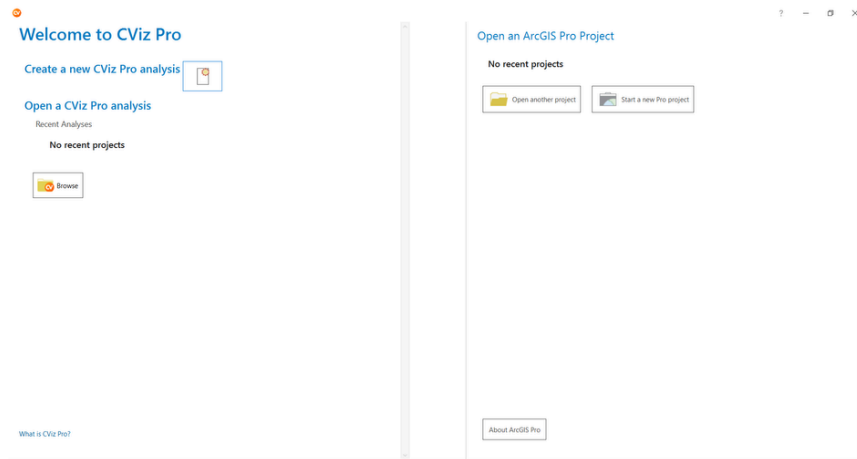 CV
Welcome to CViz Pro
Create a new CViz Pro analysis
Open a CViz Pro analysis
Recent Analyses
No recent projects
CV Browse
What is CViz Pro?
?
Open an ArcGIS Pro Project
No recent projects
Open another project
Start a new Pro project
About ArcGIS Pro